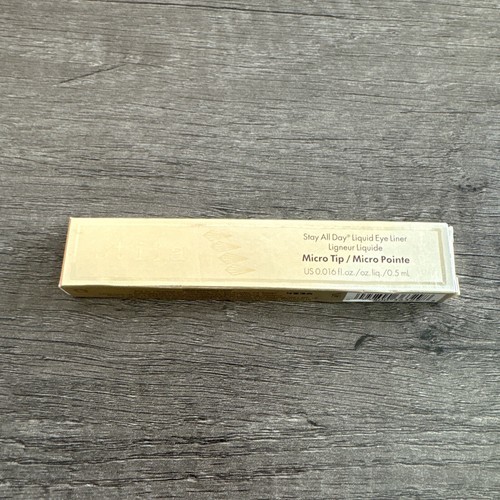 Stay All Day® Liquid Eye Liner
Ligneur Liquide
Micro Tip / Micro Pointe
US 0.016 fl.oz./oz. liq./0.5 mL